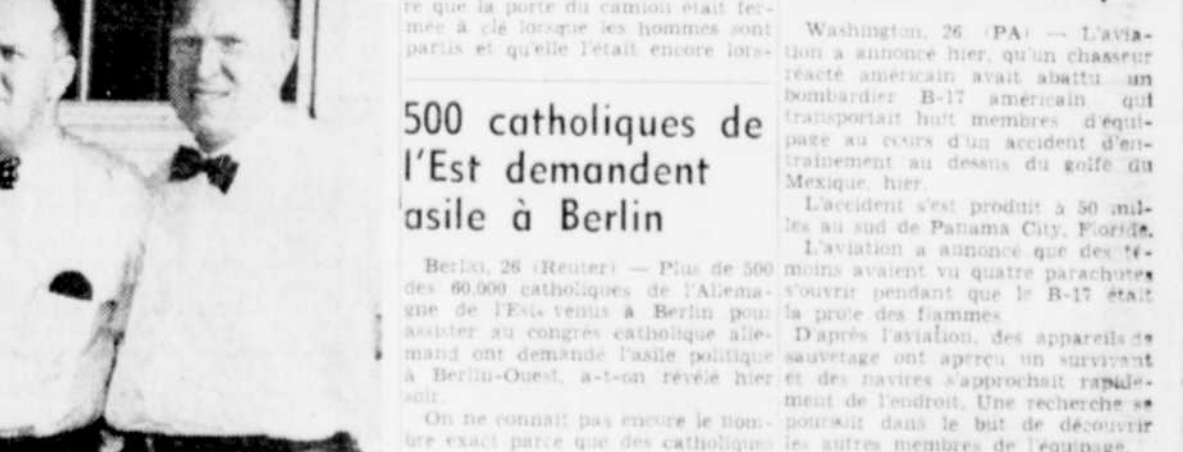 re que la porte du camion était fer-
mée à clé lorsque les hommes sont
partis et qu'elle l'était encore lors-
500 catholiques de
l'Est demandent
asile à Berlin
Berlin, 26 (Reuter) — Plus de 500
des 60,000 catholiques de l'Allema-
gne de l'Est venus à Berlin pour
assister au congrès catholique alle-
mand ont demandé l'asile politique
à Berlin-Ouest, a-t-on révélé hier
soir.
On ne connait pas encore le nom-
bre exact parce que des catholiques
Washington, 26 (PA) — L'avia-
tion a annoncé hier, qu'un chasseur
réacté américain avait abattu un
bombardier B-17 américain qui
transportait huit membres d'équi-
page au cours d'un accident d'en-
trainement au dessus du golfe du
Mexique, hier.
L'accident s'est produit à 50 mil-
les au sud de Panama City, Floride.
L'aviation a annoncé que des té-
moins avaient vu quatre parachutes
s'ouvrir pendant que le B-17 était
la proie des flammes
D'après l'aviation, des appareils de
sauvetage ont aperçu un survivant
et des navires s'approchait rapide-
ment de l'endroit. Une recherche se
poursuit dans le but de découvrir
les autres membres de l'équipage.